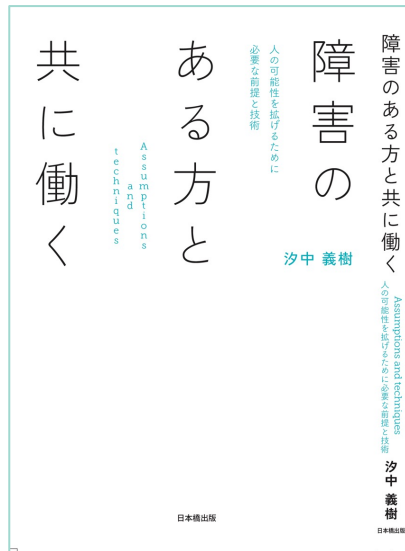 障害の
ある方と
共に働く
人の可能性を拡げるために
必要な前提と技術
Assumptions
and
techniques
汐中 義樹
日本橋出版
障害のある方と共に働く
人の可能性を拡げるために必要な前提と技術
Assumptions and techniques
汐中 義樹
日本橋出版